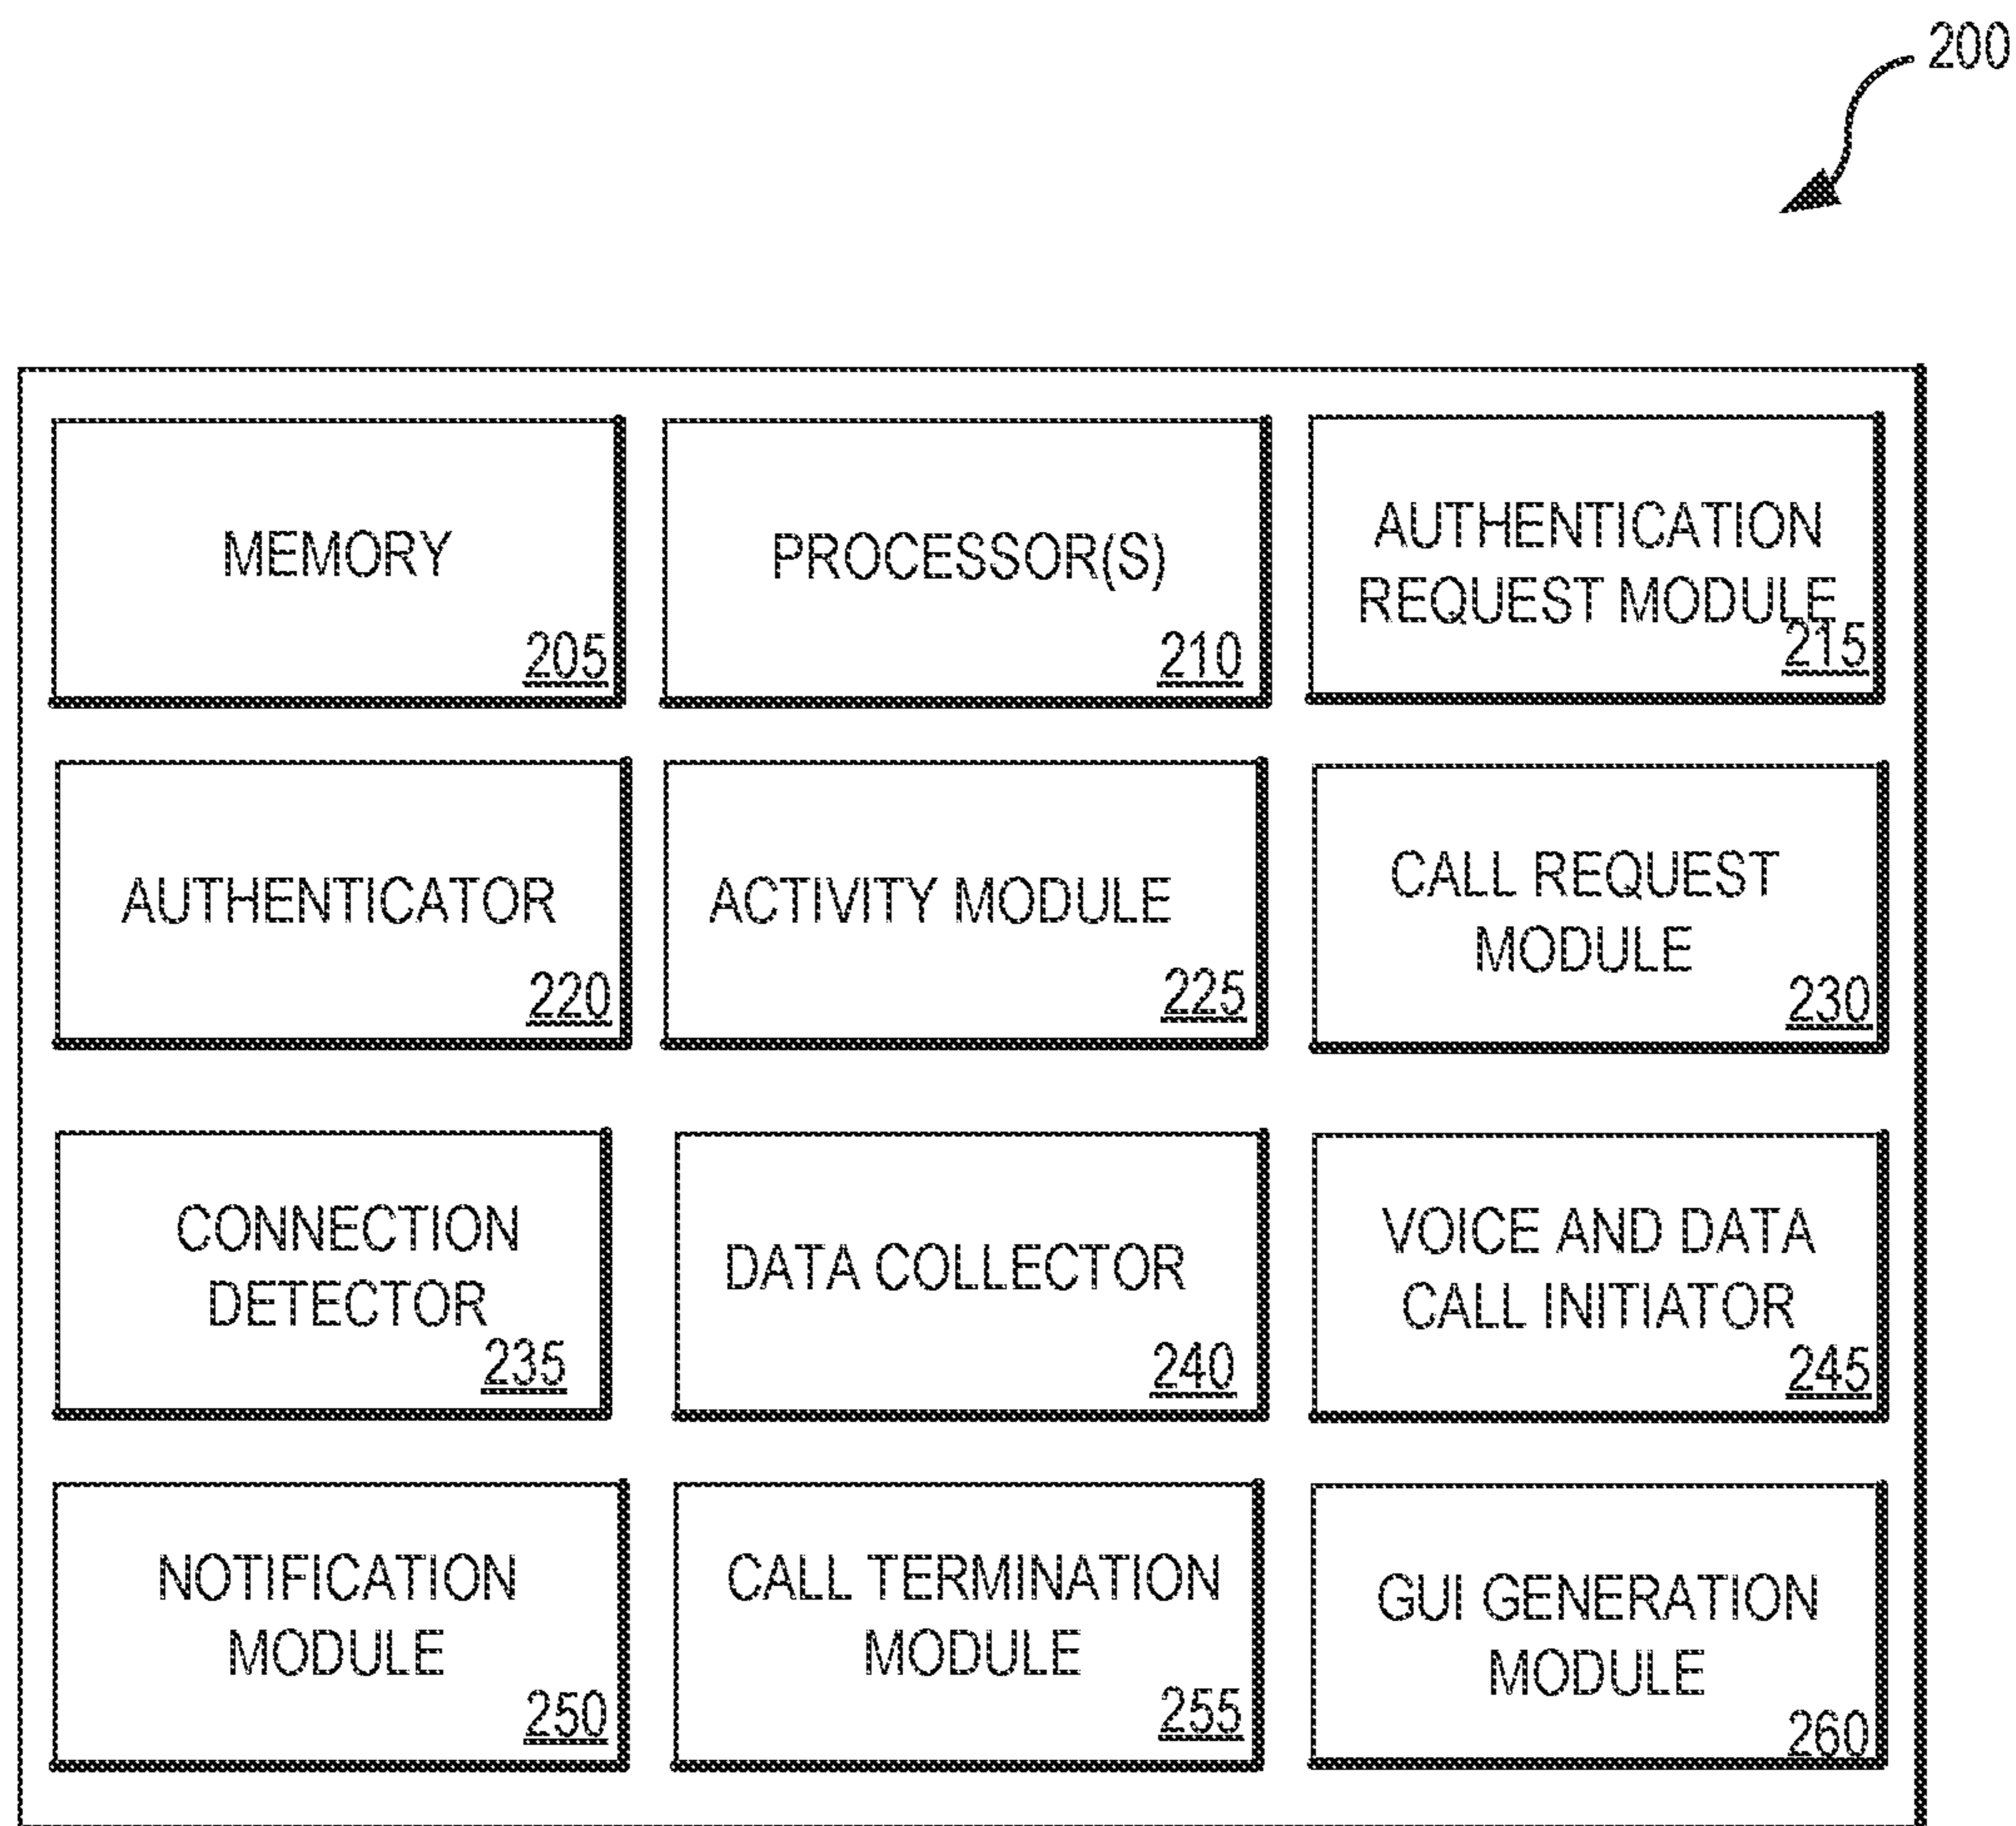 200
MEMORY
205
PROCESSOR(S)
210
AUTHENTICATION
REQUEST MODULE
215
AUTHENTICATOR
220
ACTIVITY MODULE
225
CALL REQUEST
MODULE
230
CONNECTION
DETECTOR
235
DATA COLLECTOR
240
VOICE AND DATA
CALL INITIATOR
245
NOTIFICATION
MODULE
250
CALL TERMINATION
MODULE
255
GUI GENERATION
MODULE
260